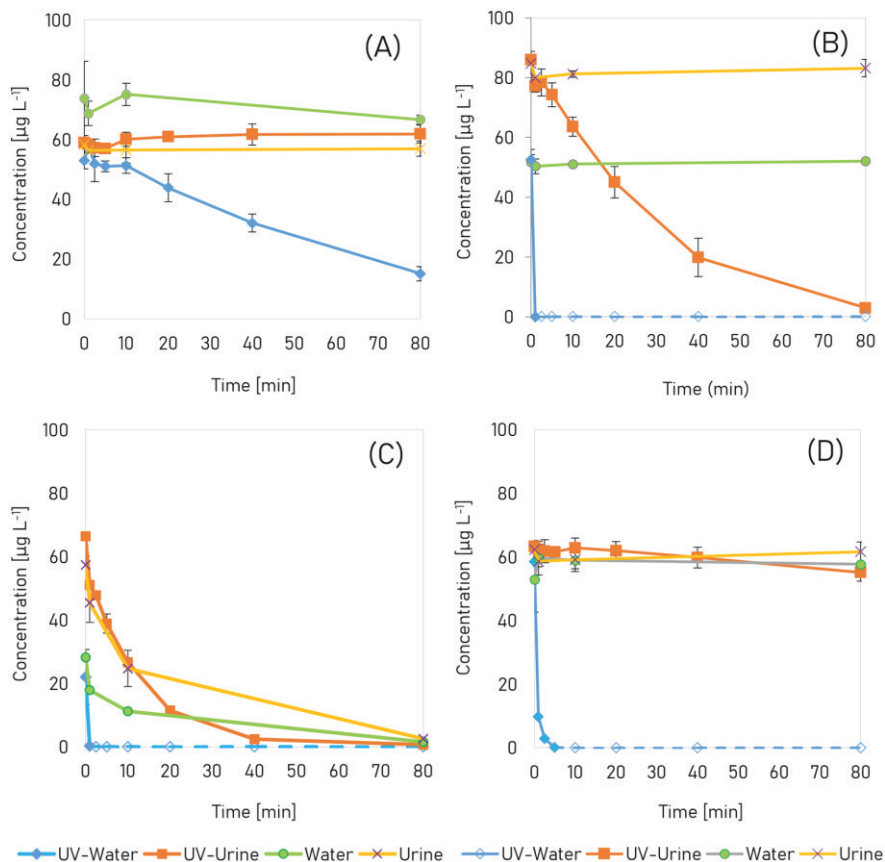 (A)
100
80
60
40
20
0
Concentration [µg L⁻¹]
0 10 20 30 40 50 60 70 80
Time [min]
(B)
100
80
60
40
20
0
Concentration [µg L⁻¹]
0 10 20 30 40 50 60 70 80
Time (min)
(C)
100
80
60
40
20
0
Concentration [µg L⁻¹]
0 10 20 30 40 50 60 70 80
Time [min]
(D)
100
80
60
40
20
0
Concentration [µg L⁻¹]
0 10 20 30 40 50 60 70 80
Time [min]
UV-Water UV-Urine Water Urine UV-Water UV-Urine Water Urine